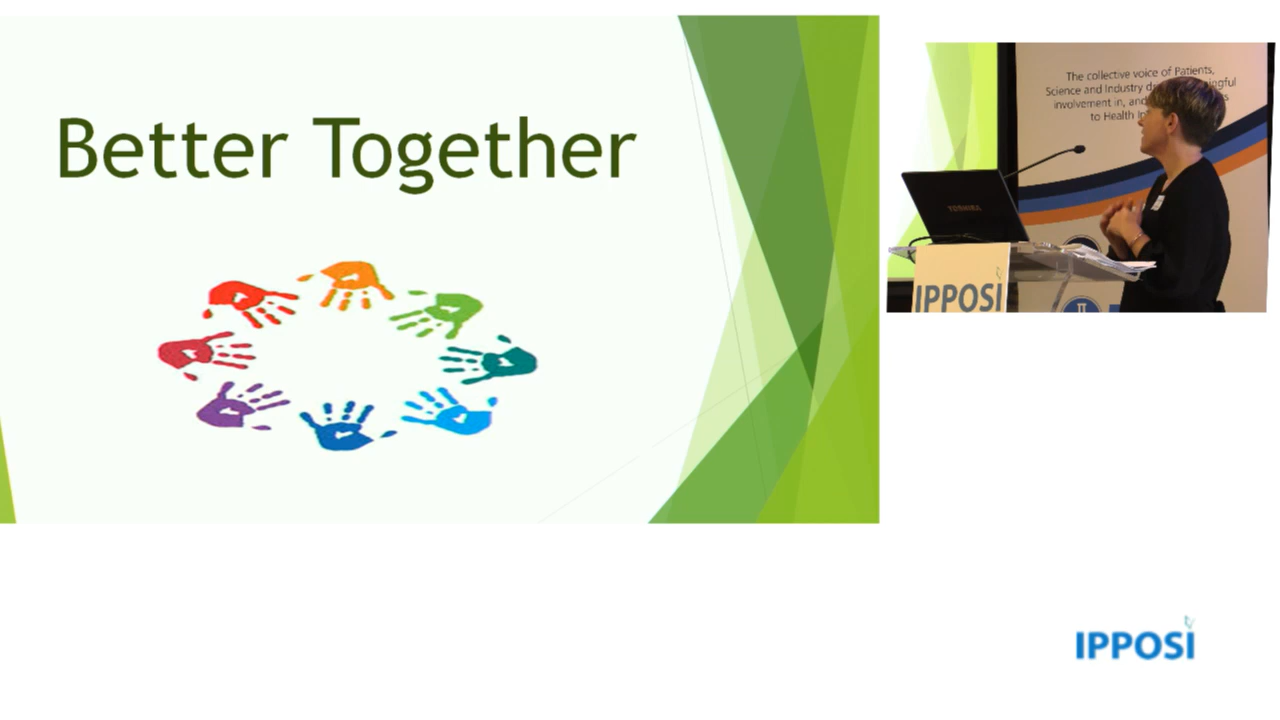 Better Together
The collective voice of Patients,
Science and Industry
involvement in, and
to Health
TOSHIBA
IPPOSI
IPPOSI